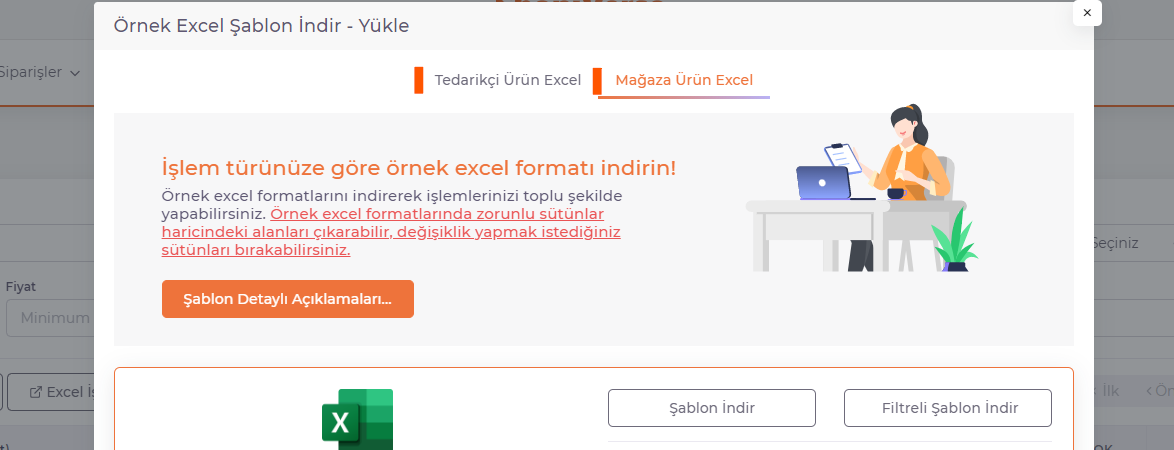 Örnek Excel Şablon İndir - Yükle
×
Siparişler
Tedarikçi Ürün Excel
Mağaza Ürün Excel
İşlem türünüze göre örnek excel formatı indirin!
Örnek excel formatlarını indirerek işlemlerinizi toplu şekilde
yapabilirsiniz. Örnek excel formatlarında zorunlu sütünlar
haricindeki alanları çıkarabilir, değişiklik yapmak istediğiniz
sütünları bırakabilirsiniz.
Seçiniz
Fiyat
Minimum
Şablon Detaylı Açıklamaları...
Excel
X
Şablon İndir
Filtreli Şablon İndir
İlk